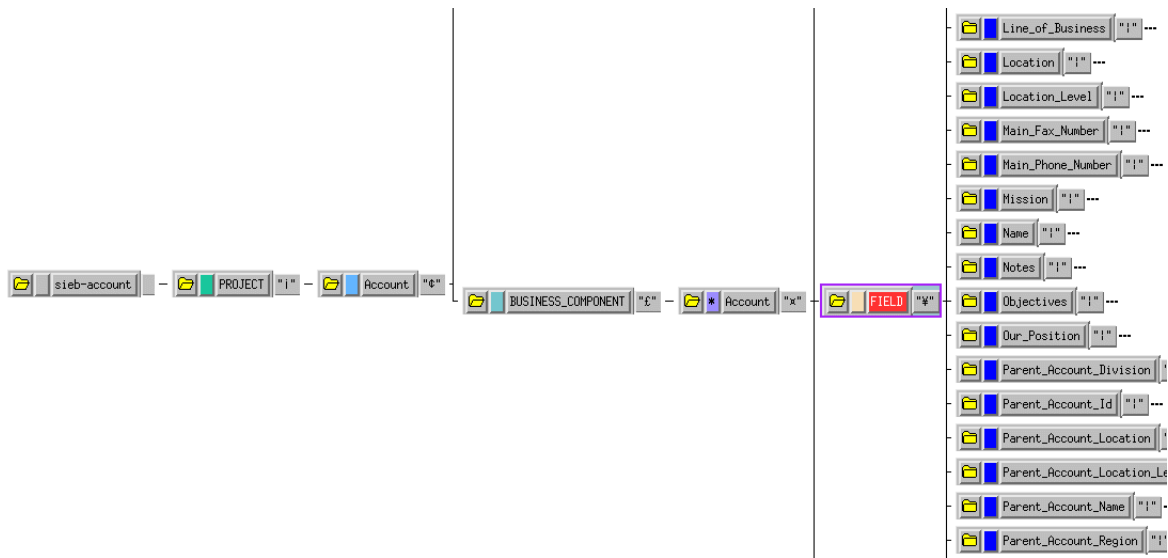 Line_of_Business "¦"
Location "¦"
Location_Level "¦"
Main_Fax_Number "¦"
Main_Phone_Number "¦"
Mission "¦"
Name "¦"
Notes "¦"
sieb-account PROJECT "¡" Account "¢"
BUSINESS_COMPONENT "£" * Account "¤" FIELD "¥" Objectives "¦"
Our_Position "¦"
Parent_Account_Division
Parent_Account_Id "¦"
Parent_Account_Location
Parent_Account_Location_Le
Parent_Account_Name "¦"
Parent_Account_Region "¦"